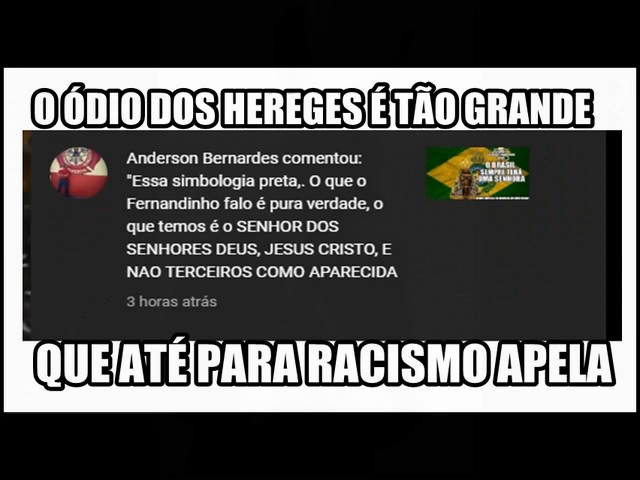 O ÓDIO DOS HEREGES É TÃO GRANDE
Anderson Bernardes comentou:
"Essa simbologia preta,. O que o
Fernandinho falo é pura verdade, o
que temos é o SENHOR DOS
SENHORES DEUS, JESUS CRISTO, E
NAO TERCEIROS COMO APARECIDA
3 horas atrás
O BRASIL
SEMPRE TERÁ
UMA SENHORA
QUE ATÉ PARA RACISMO APELA